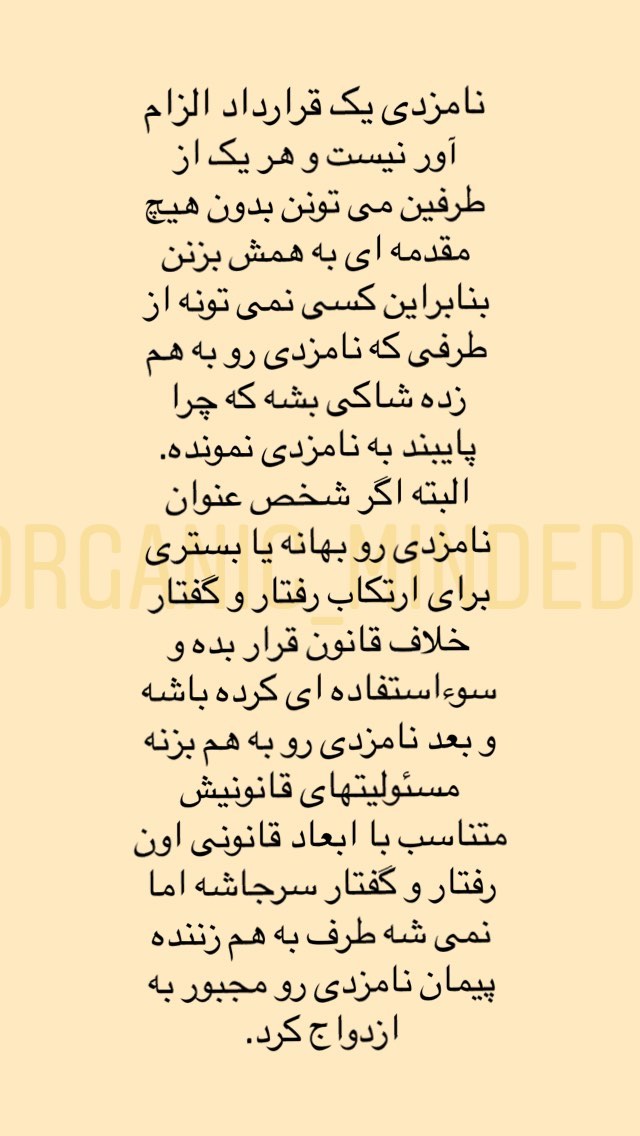 نامزدی یک قرارداد الزام
آور نیست و هر یک از
طرفین می تونن بدون هیچ
مقدمه ای به همش بزنن
بنابراین کسی نمی تونه از
طرفی که نامزدی رو به هم
زده شاکی بشه که چرا
پایبند به نامزدی نمونده.
البته اگر شخص عنوان
نامزدی رو بهانه یا بستری
برای ارتکاب رفتار و گفتار
خلاف قانون قرار بده و
سوءاستفاده ای کرده باشه
و بعد نامزدی رو به هم بزنه
مسئولیتهای قانونیش
متناسب با ابعاد قانونی اون
رفتار و گفتار سرجاشه اما
نمی شه طرف به هم زننده
پیمان نامزدی رو مجبور به
ازدواج کرد.
ORGANIC_MINDED